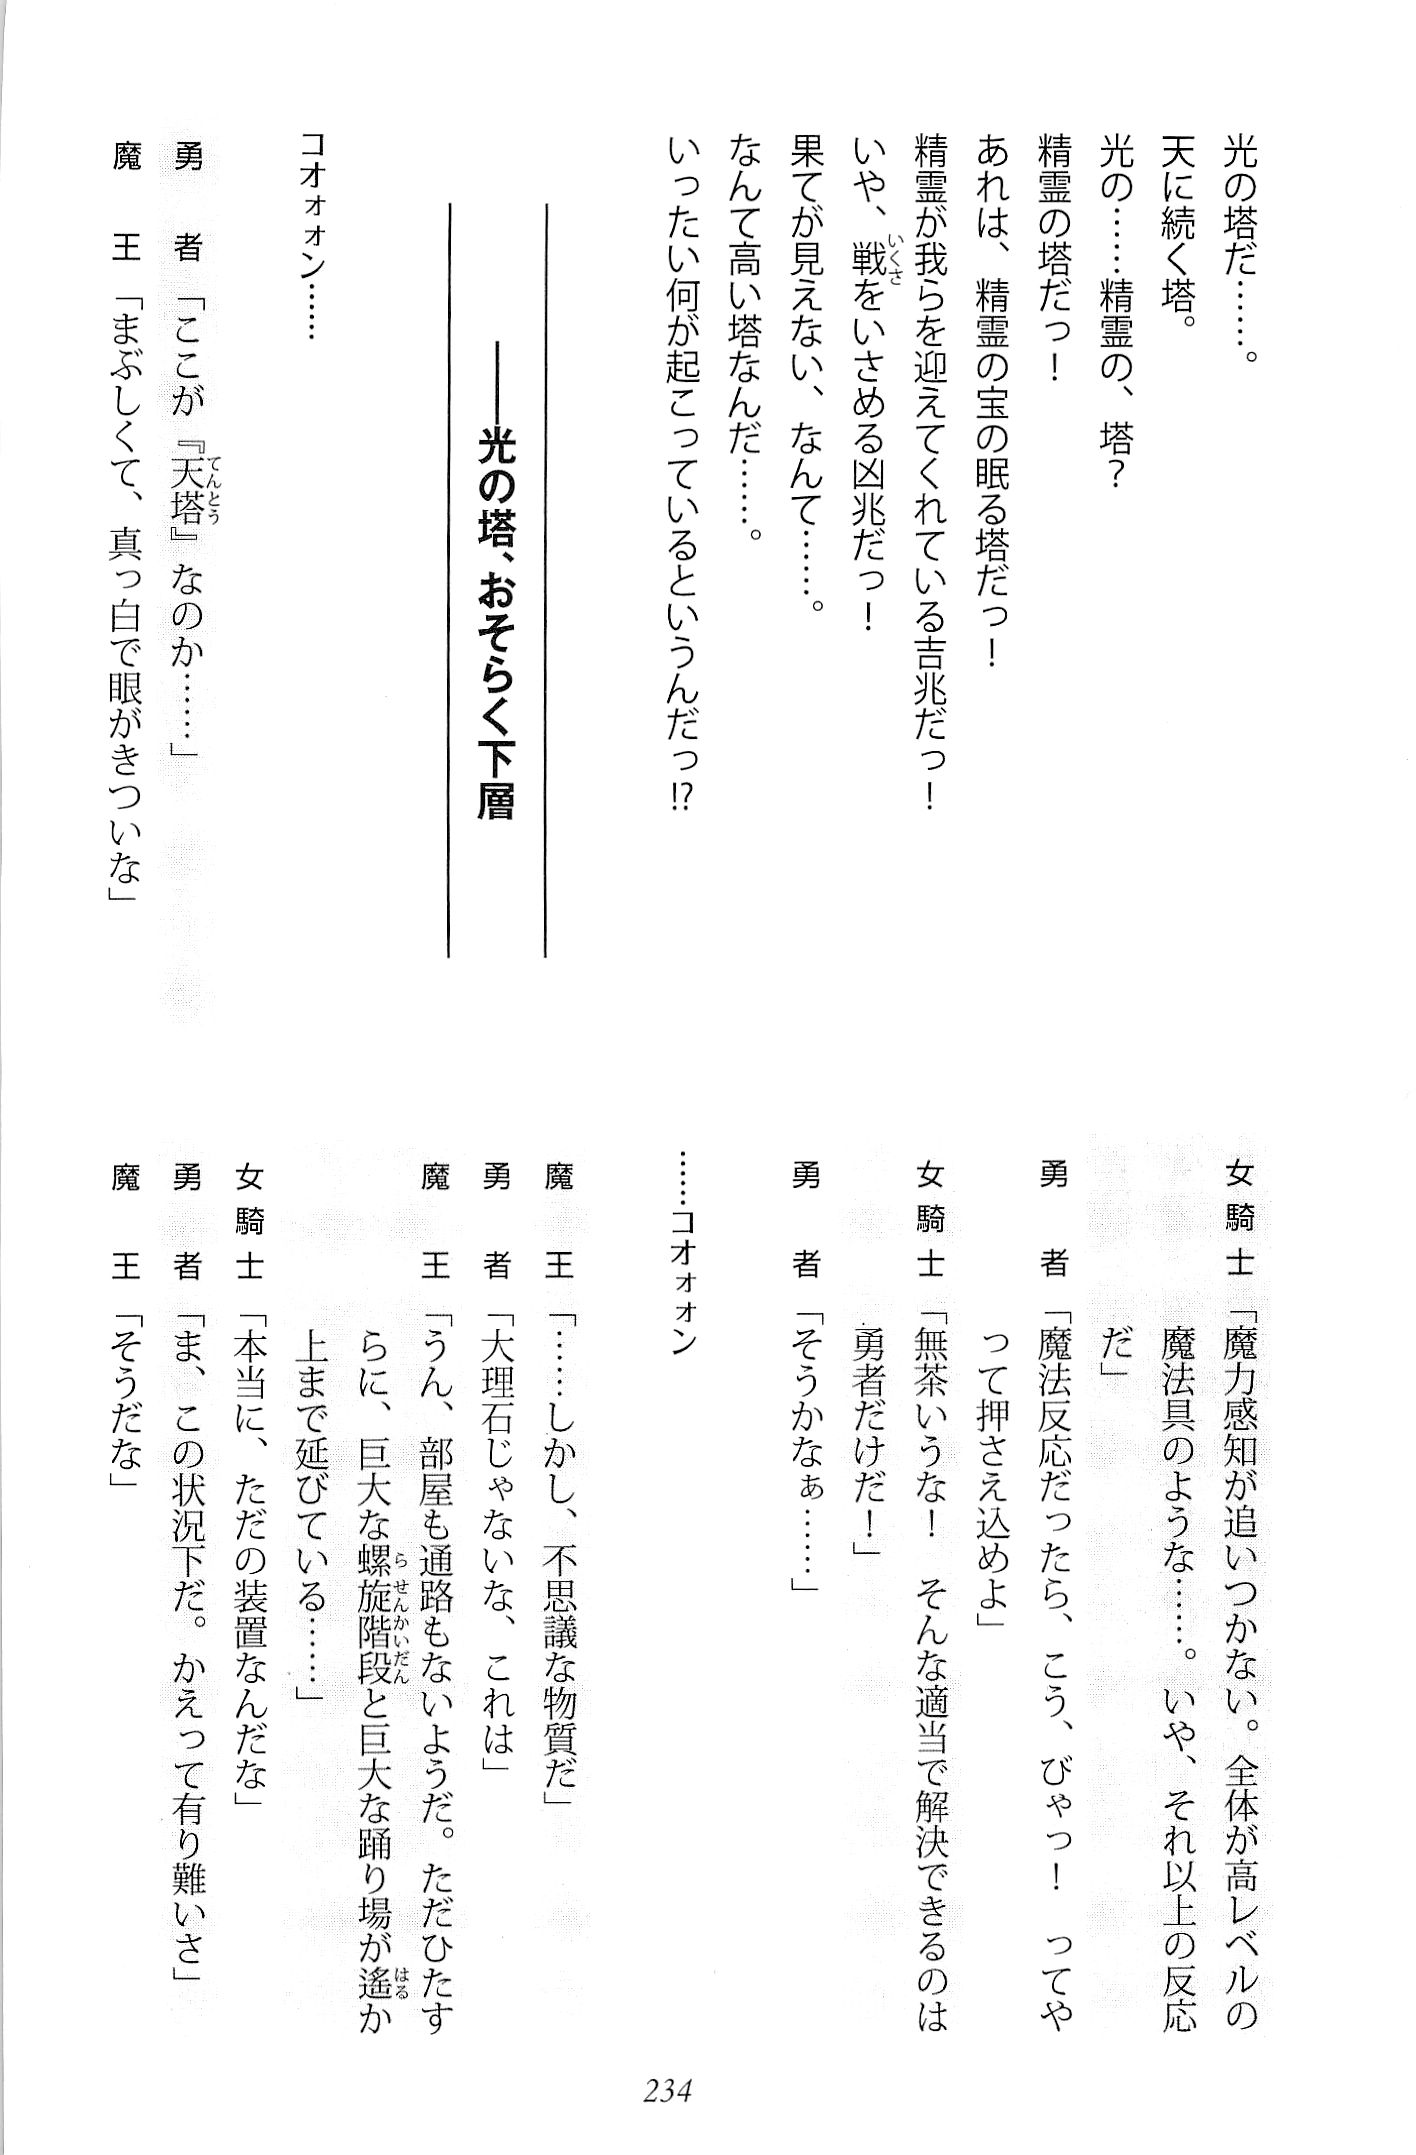 光の塔だ……。
天に続く塔。
光の……精霊の、塔？
精霊の塔だっ！
あれは、精霊の宝の眠る塔だっ！
精霊が我らを迎えてくれている吉兆だっ！
いや、戦をいさめる凶兆だっ！
いくさ
果てが見えない、なんて……。
なんて高い塔なんだ……。
いったい何が起こっているというんだっ!?
――光の塔、おそらく下層
コオォォン……
勇者「ここが『天塔』なのか……」
てんとう
魔王「まぶしくて、真っ白で眼がきついな」
女騎士「魔力感知が追いつかない。全体が高レベルの
魔法具のような……。いや、それ以上の反応
だ」
勇者「魔法反応だったら、こう、びゃっ！　ってや
って押さえ込めよ」
女騎士「無茶いうな！　そんな適当で解決できるのは
勇者だけだ！」
勇者「そうかなぁ……」
……コオォォン
魔王「……しかし、不思議な物質だ」
勇者「大理石じゃないな、これは」
魔王「うん、部屋も通路もないようだ。ただひたす
らに、巨大な螺旋階段と巨大な踊り場が遙か
らせんかいだん
はる
上まで延びている……」
女騎士「本当に、ただの装置なんだな」
勇者「ま、この状況下だ。かえって有り難いさ」
魔王「そうだな」
234